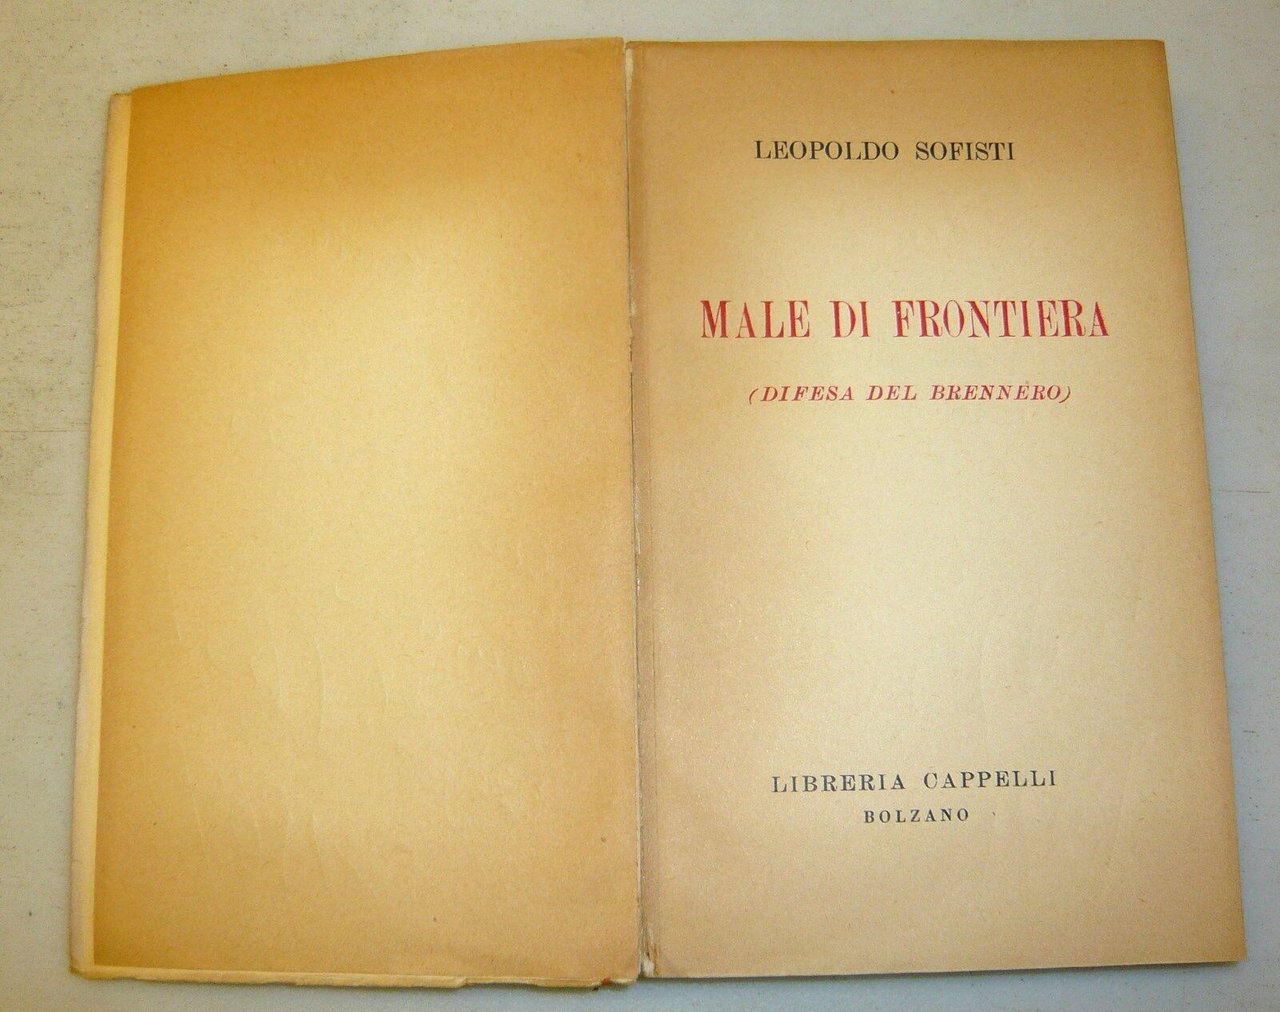 LEOPOLDO SOFISTI
MALE DI FRONTIERA
(DIFESA DEL BRENNERO)
LIBRERIA CAPPELLI
BOLZANO